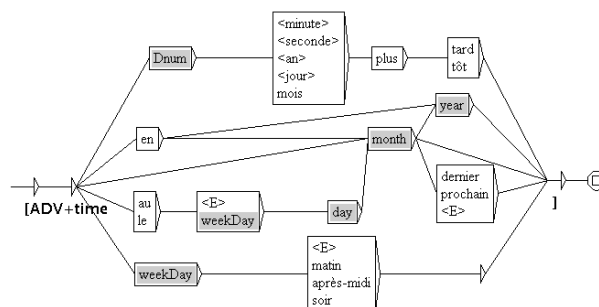 <minute>
<seconde>
<an>
<jour>
mois
Dnum
plus
tard
tôt
en
month
year
au
le
<E>
weekDay
day
dernier
prochain
<E>
[ADV+time
]
weekDay
<E>
matin
après-midi
soir